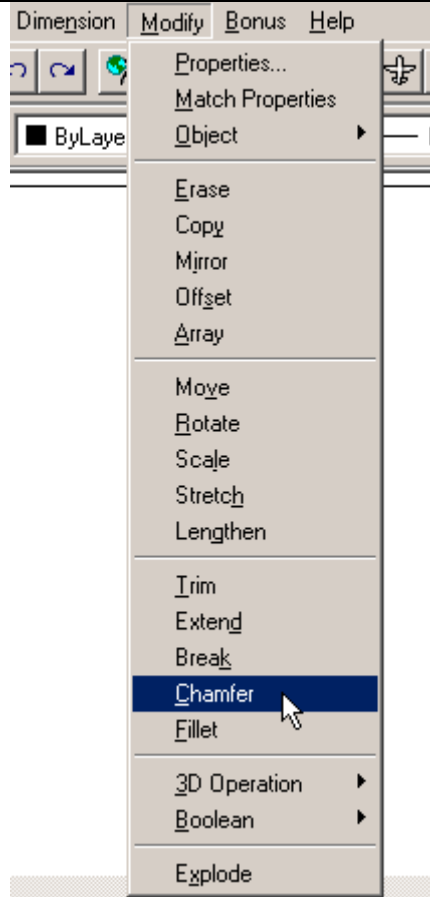 Dimension Modify Bonus Help
Properties...
Match Properties
ByLaye
Object
Erase
Copy
Mirror
Offset
Array
Move
Rotate
Scale
Stretch
Lengthen
Trim
Extend
Break
Chamfer
Fillet
3D Operation
Boolean
Explode